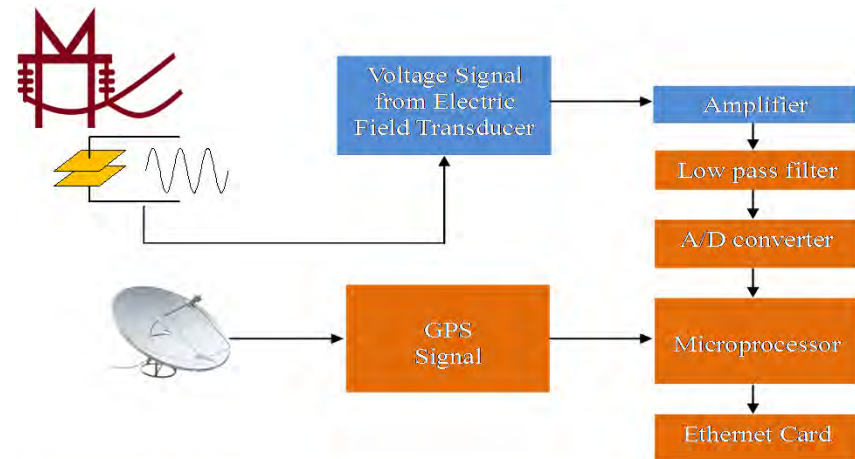 Voltage Signal
from Electric
Field Transducer
Amplifier
Low pass filter
A/D converter
GPS
Signal
Microprocessor
Ethernet Card